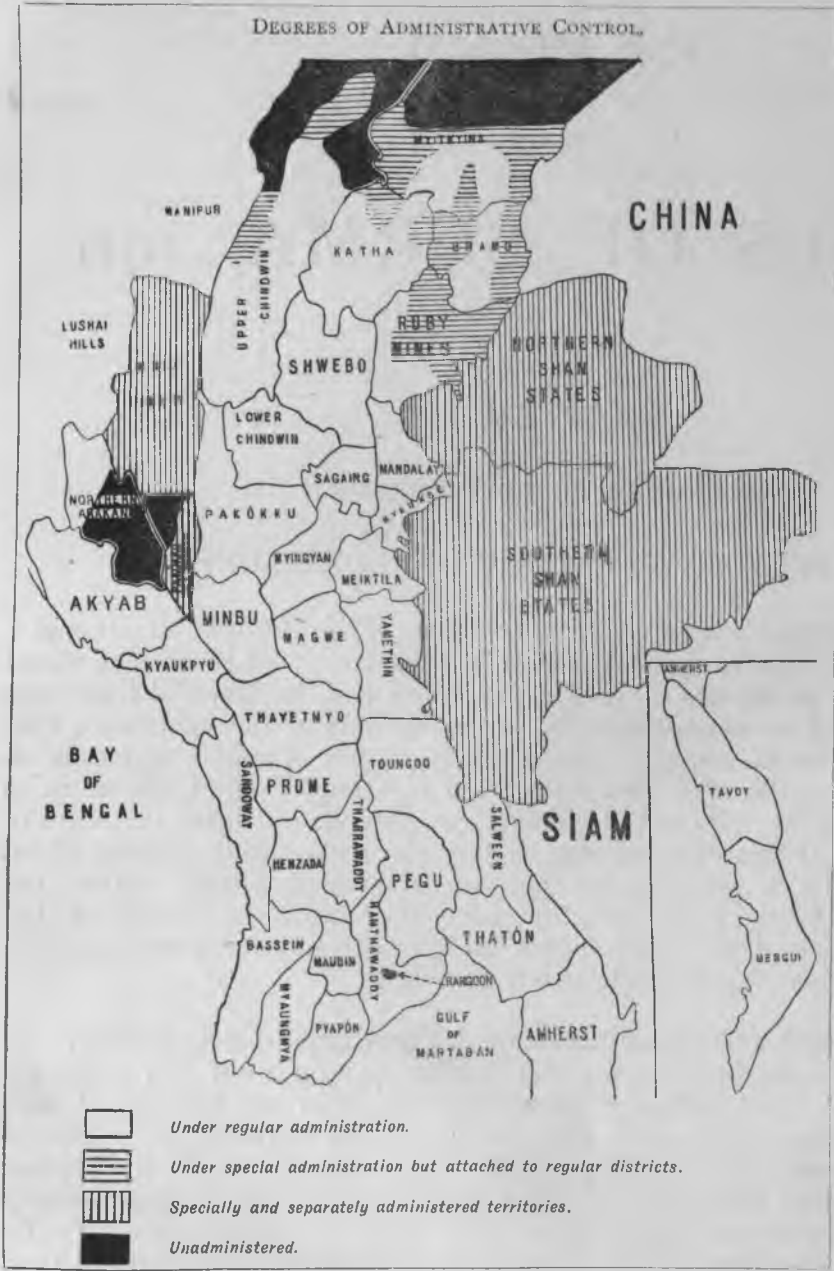 DEGREES OF ADMINISTRATIVE CONTROL.
MYITKYINA
MANIPUR
CHINA
KATHA
BHAMO
UPPER
CHINDWIN
LUSHAI
HILLS
RUBY
MINES
NORTHERN
SHAN
STATES
SHWEBO
LOWER
CHINDWIN
SAGAING
MANDALAY
NORTHERN
ARAKAN
PAKÔKKU
KYAUKSE
MYINGYAN
MEIKTILA
SOUTHERN
SHAN
STATES
AKYAB
MINBU
MAGWE
YAMETHIN
KYAUKPYU
AMHERST
THAYETMYO
BAY
OF
BENGAL
SANDOWAY
PROME
TOUNGOO
TAVOY
THARRAWADDY
SALWEEN
SIAM
HENZADA
PEGU
HANTHAWADDY
THATÔN
BASSEIN
MAUBIN
MERGUI
RANGOON
MYAUNGMYA
PYAPÔN
GULF
OF
MARTABAN
AMHERST
Under regular administration.
Under special administration but attached to regular districts.
Specially and separately administered territories.
Unadministered.